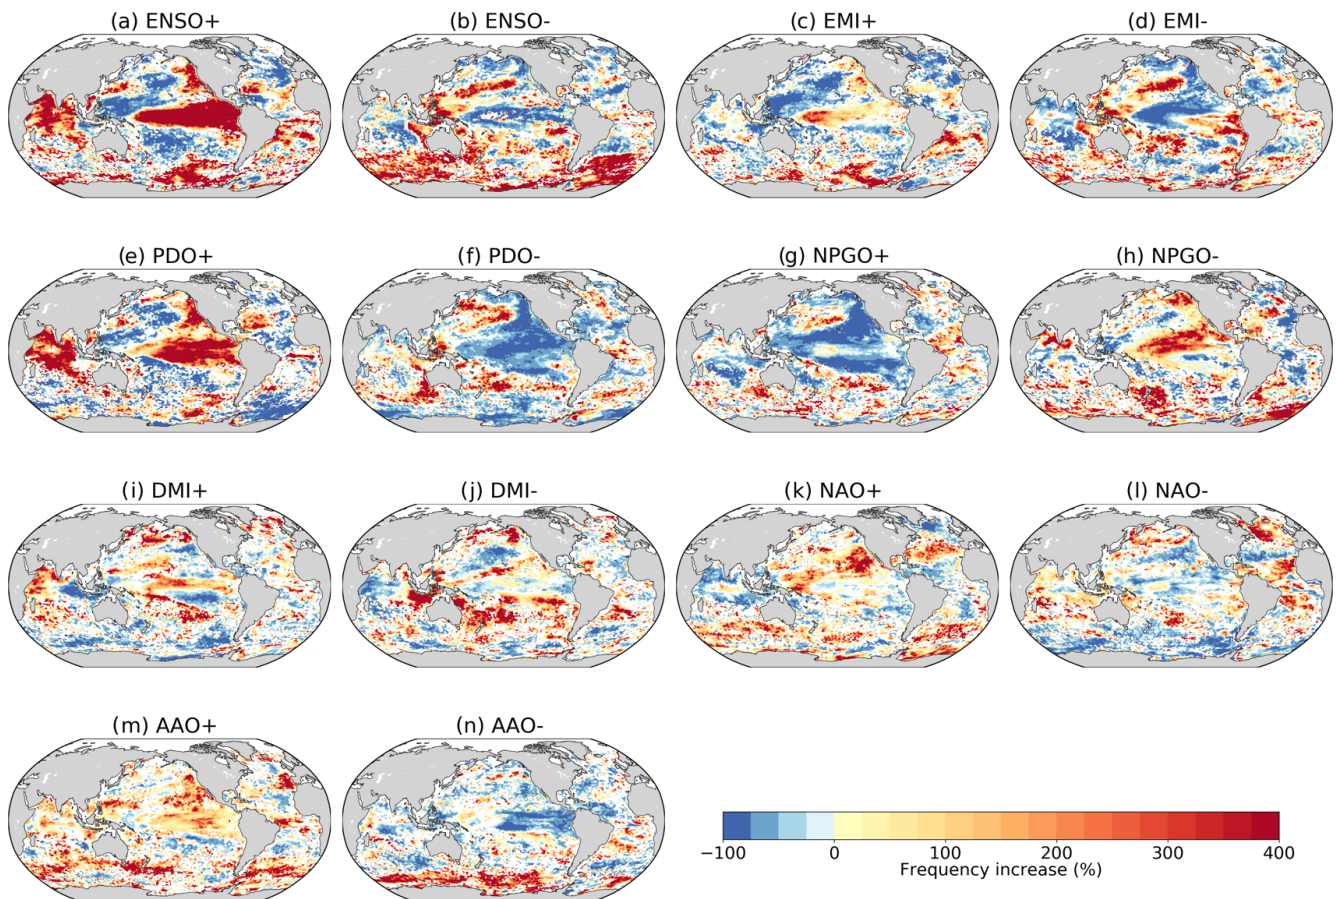 (a) ENSO+
(b) ENSO-
(c) EMI+
(d) EMI-
(e) PDO+
(f) PDO-
(g) NPGO+
(h) NPGO-
(i) DMI+
(j) DMI-
(k) NAO+
(l) NAO-
(m) AAO+
(n) AAO-
−100 0 100 200 300 400
Frequency increase (%)